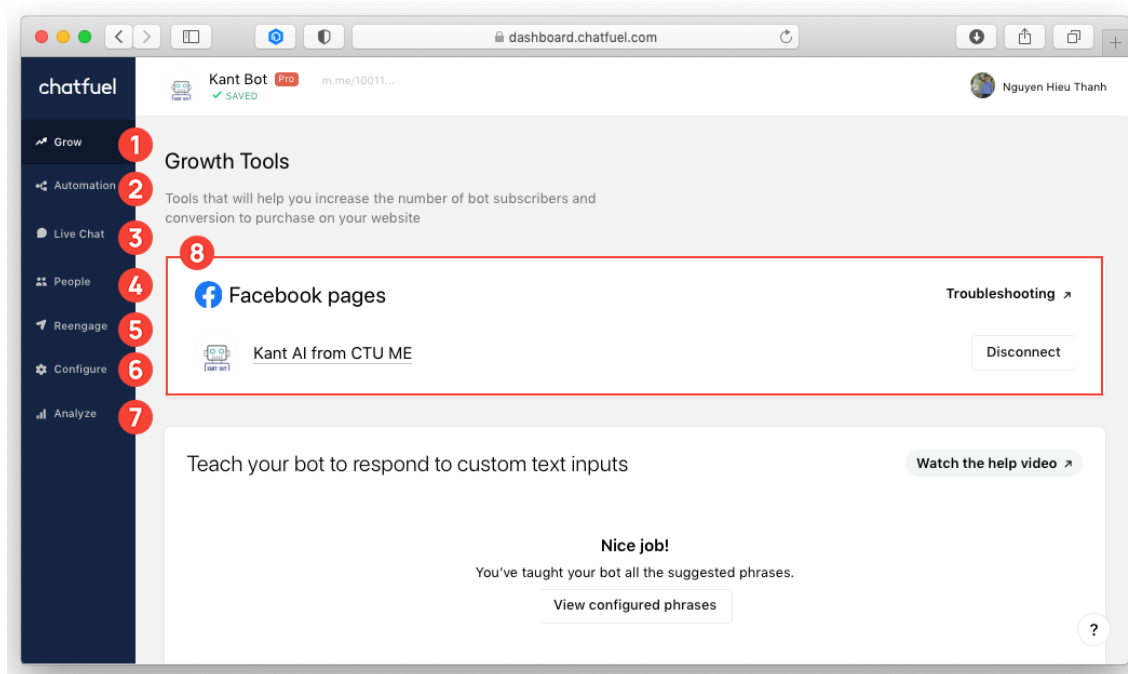 dashboard.chatfuel.com
chatfuel
Kant Bot Pro m.me/10011...
SAVED
Nguyen Hieu Thanh
Grow 1
Automation 2
Live Chat 3
People 4
Reengage 5
Configure 6
Analyze 7
Growth Tools
Tools that will help you increase the number of bot subscribers and
conversion to purchase on your website
8
Facebook pages
Troubleshooting ↗
KANT BOT
Kant AI from CTU ME
Disconnect
Teach your bot to respond to custom text inputs
Watch the help video ↗
Nice job!
You've taught your bot all the suggested phrases.
View configured phrases
?